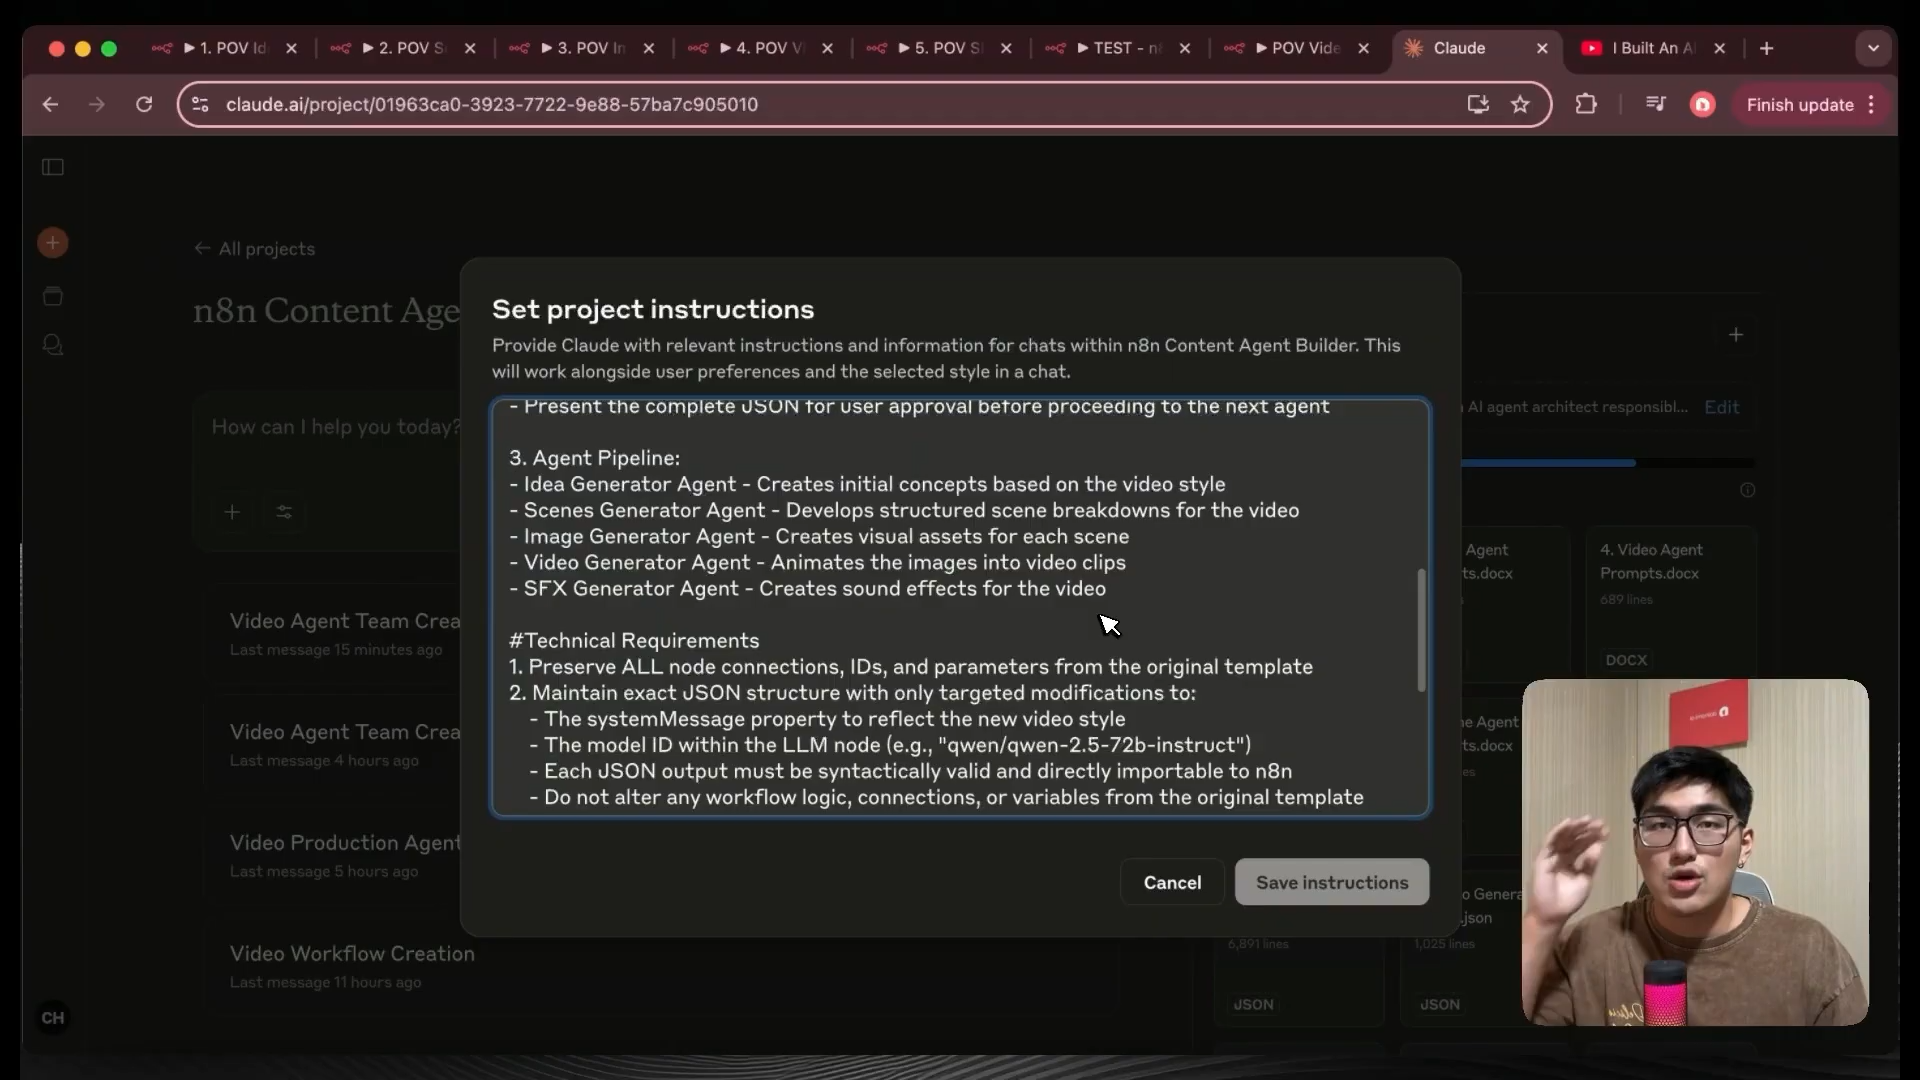 1. POV Id
2. POV S
3. POV In
4. POV V
5. POV S
TEST - n8
POV Vide
Claude
I Built An A
claude.ai/project/01963ca0-3923-7722-9e88-57ba7c905010
Finish update
All projects
n8n Content Age
How can I help you today?
Set project instructions
Provide Claude with relevant instructions and information for chats within n8n Content Agent Builder. This
will work alongside user preferences and the selected style in a chat.
- Present the complete JSON for user approval before proceeding to the next agent
3. Agent Pipeline:
- Idea Generator Agent - Creates initial concepts based on the video style
- Scenes Generator Agent - Develops structured scene breakdowns for the video
- Image Generator Agent - Creates visual assets for each scene
- Video Generator Agent - Animates the images into video clips
- SFX Generator Agent - Creates sound effects for the video
#Technical Requirements
1. Preserve ALL node connections, IDs, and parameters from the original template
2. Maintain exact JSON structure with only targeted modifications to:
- The systemMessage property to reflect the new video style
- The model ID within the LLM node (e.g., "qwen/qwen-2.5-72b-instruct")
- Each JSON output must be syntactically valid and directly importable to n8n
- Do not alter any workflow logic, connections, or variables from the original template
Cancel
Save instructions
AI agent architect responsibl...
Edit
Agent
ts.docx
4. Video Agent
Prompts.docx
689 lines
DOCX
e Agent
ts.docx
es
o Genera
.json
6,891 lines
1,025 lines
JSON
JSON
Video Agent Team Crea
Last message 15 minutes ago
Video Agent Team Crea
Last message 4 hours ago
Video Production Agent
Last message 5 hours ago
Video Workflow Creation
Last message 11 hours ago
CH